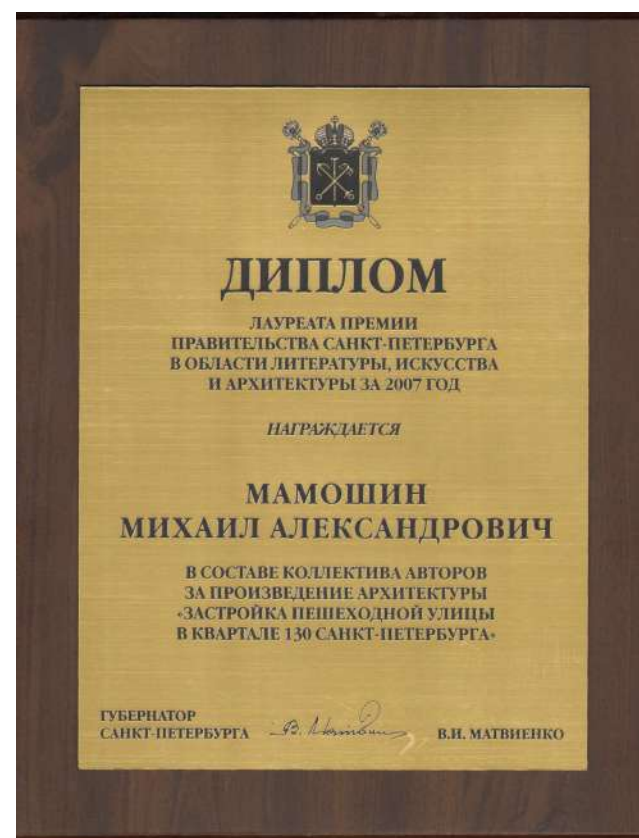 ДИПЛОМ
ЛАУРЕАТА ПРЕМИИ
ПРАВИТЕЛЬСТВА САНКТ-ПЕТЕРБУРГА
В ОБЛАСТИ ЛИТЕРАТУРЫ, ИСКУССТВА
И АРХИТЕКТУРЫ ЗА 2007 ГОД
НАГРАЖДАЕТСЯ
МАМОШИН
МИХАИЛ АЛЕКСАНДРОВИЧ
В СОСТАВЕ КОЛЛЕКТИВА АВТОРОВ
ЗА ПРОИЗВЕДЕНИЕ АРХИТЕКТУРЫ
«ЗАСТРОЙКА ПЕШЕХОДНОЙ УЛИЦЫ
В КВАРТАЛЕ 130 САНКТ-ПЕТЕРБУРГА»
ГУБЕРНАТОР
САНКТ-ПЕТЕРБУРГА В.И. МАТВИЕНКО